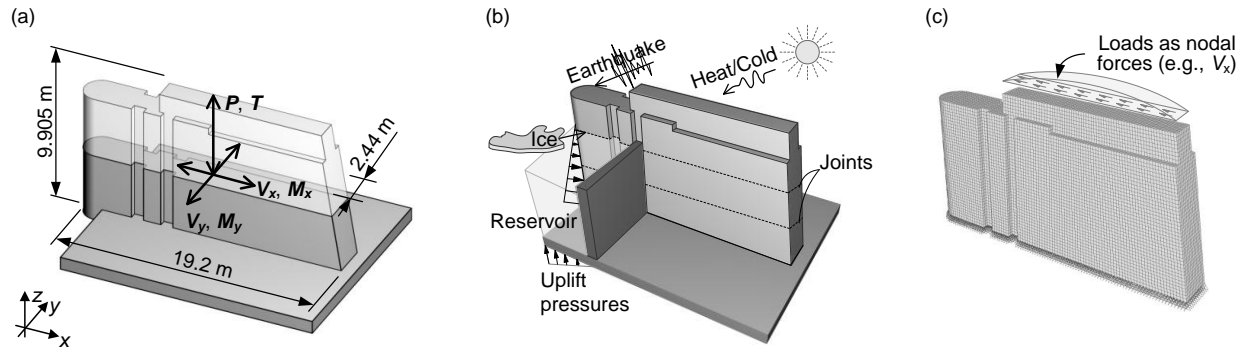 (a)
9.905 m
P, T
2.44 m
Vx, Mx
Vy, My
19.2 m
z
y
x
(b)
Earthquake
Heat/Cold
Ice
Joints
Reservoir
Uplift
pressures
(c)
Loads as nodal
forces (e.g., Vx)